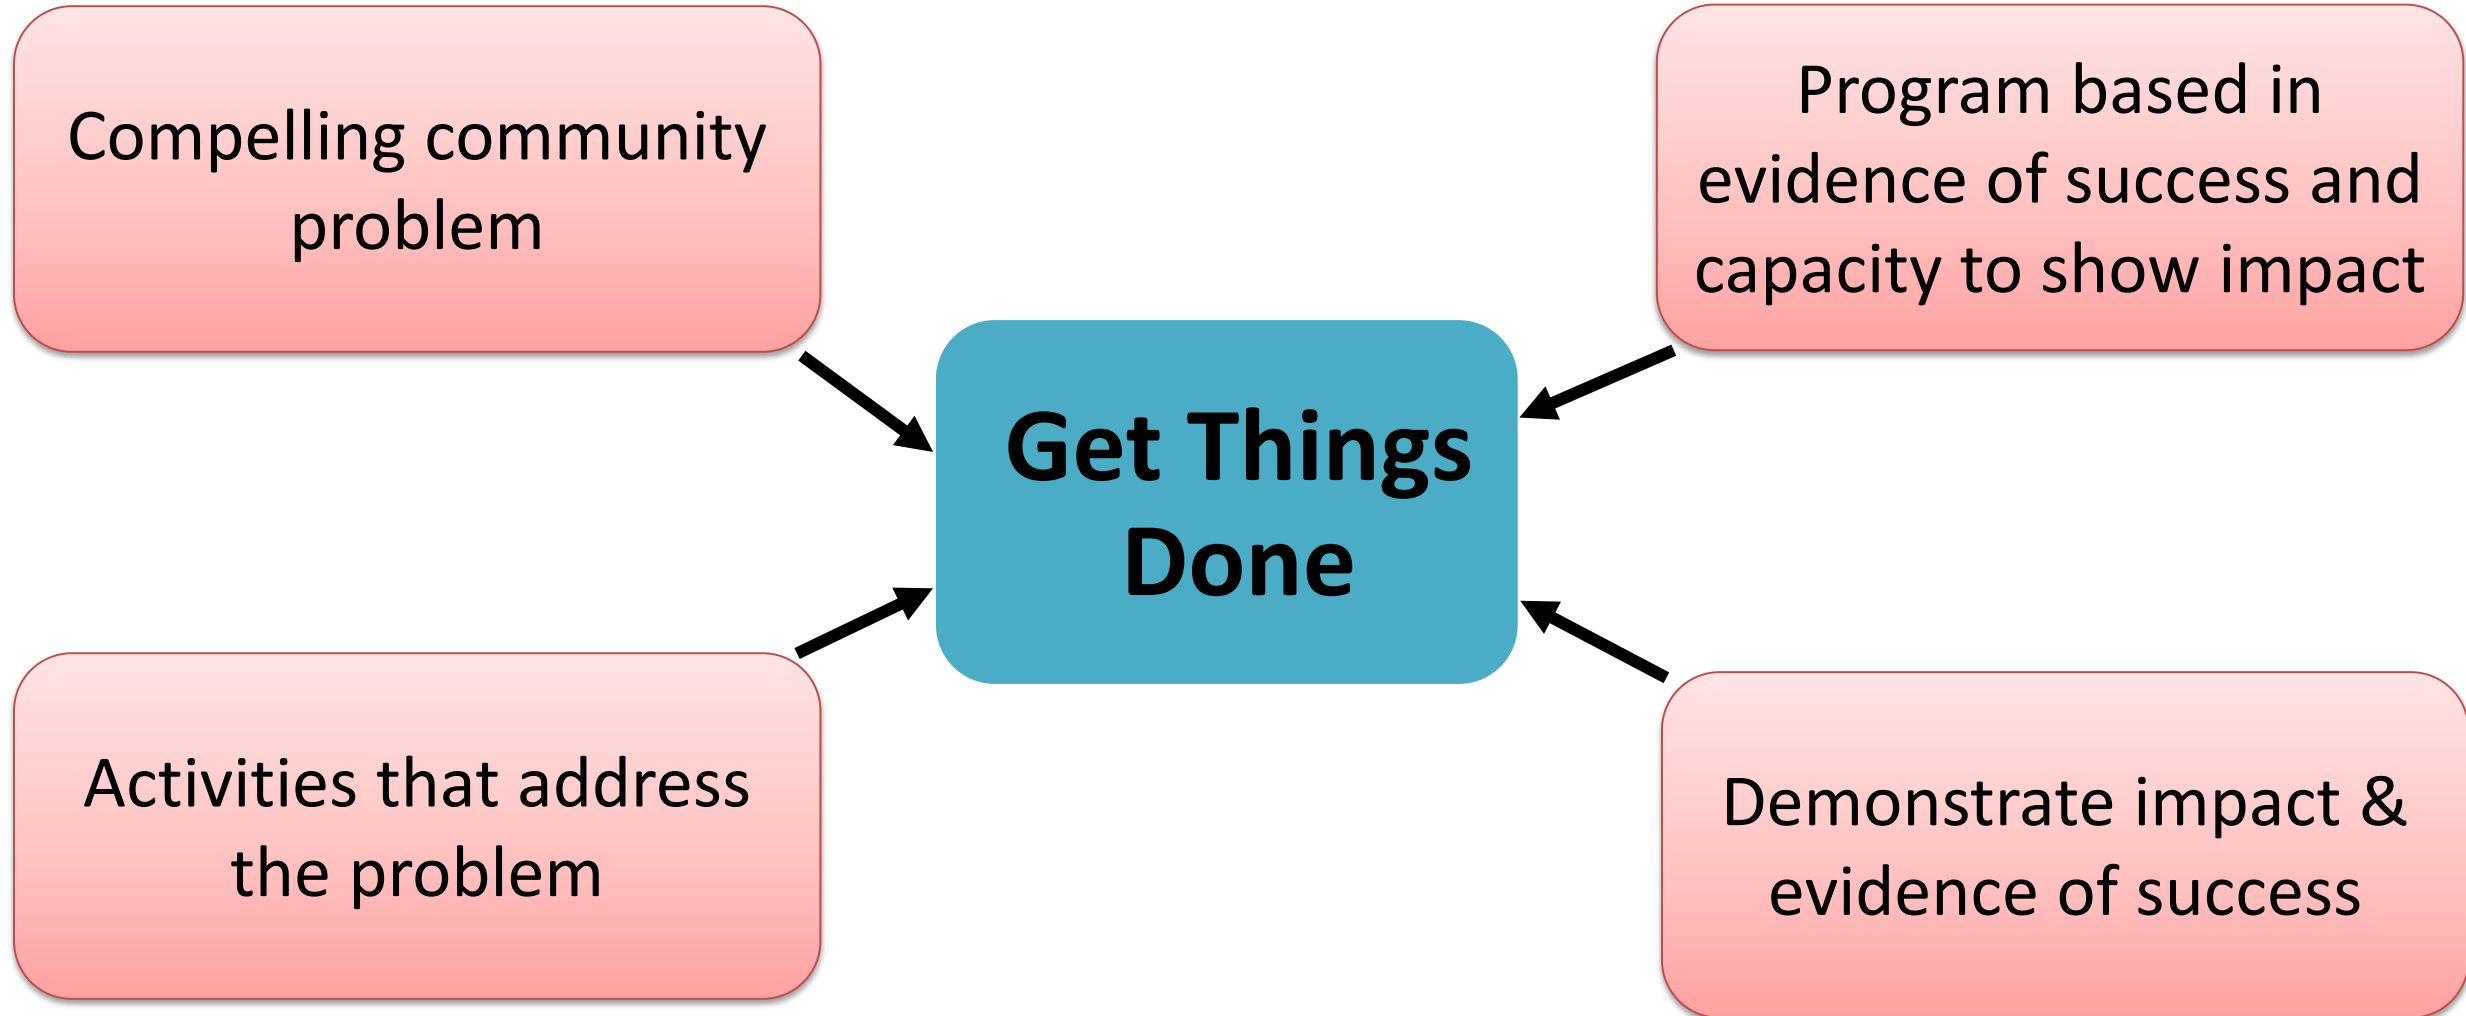 Compelling community
problem
Program based in
evidence of success and
capacity to show impact
Get Things
Done
Activities that address
the problem
Demonstrate impact &
evidence of success